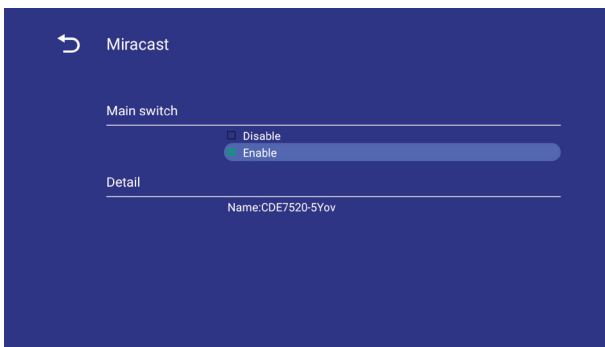 Miracast
Main switch
Disable
Enable
Detail
Name:CDE7520-5Yov